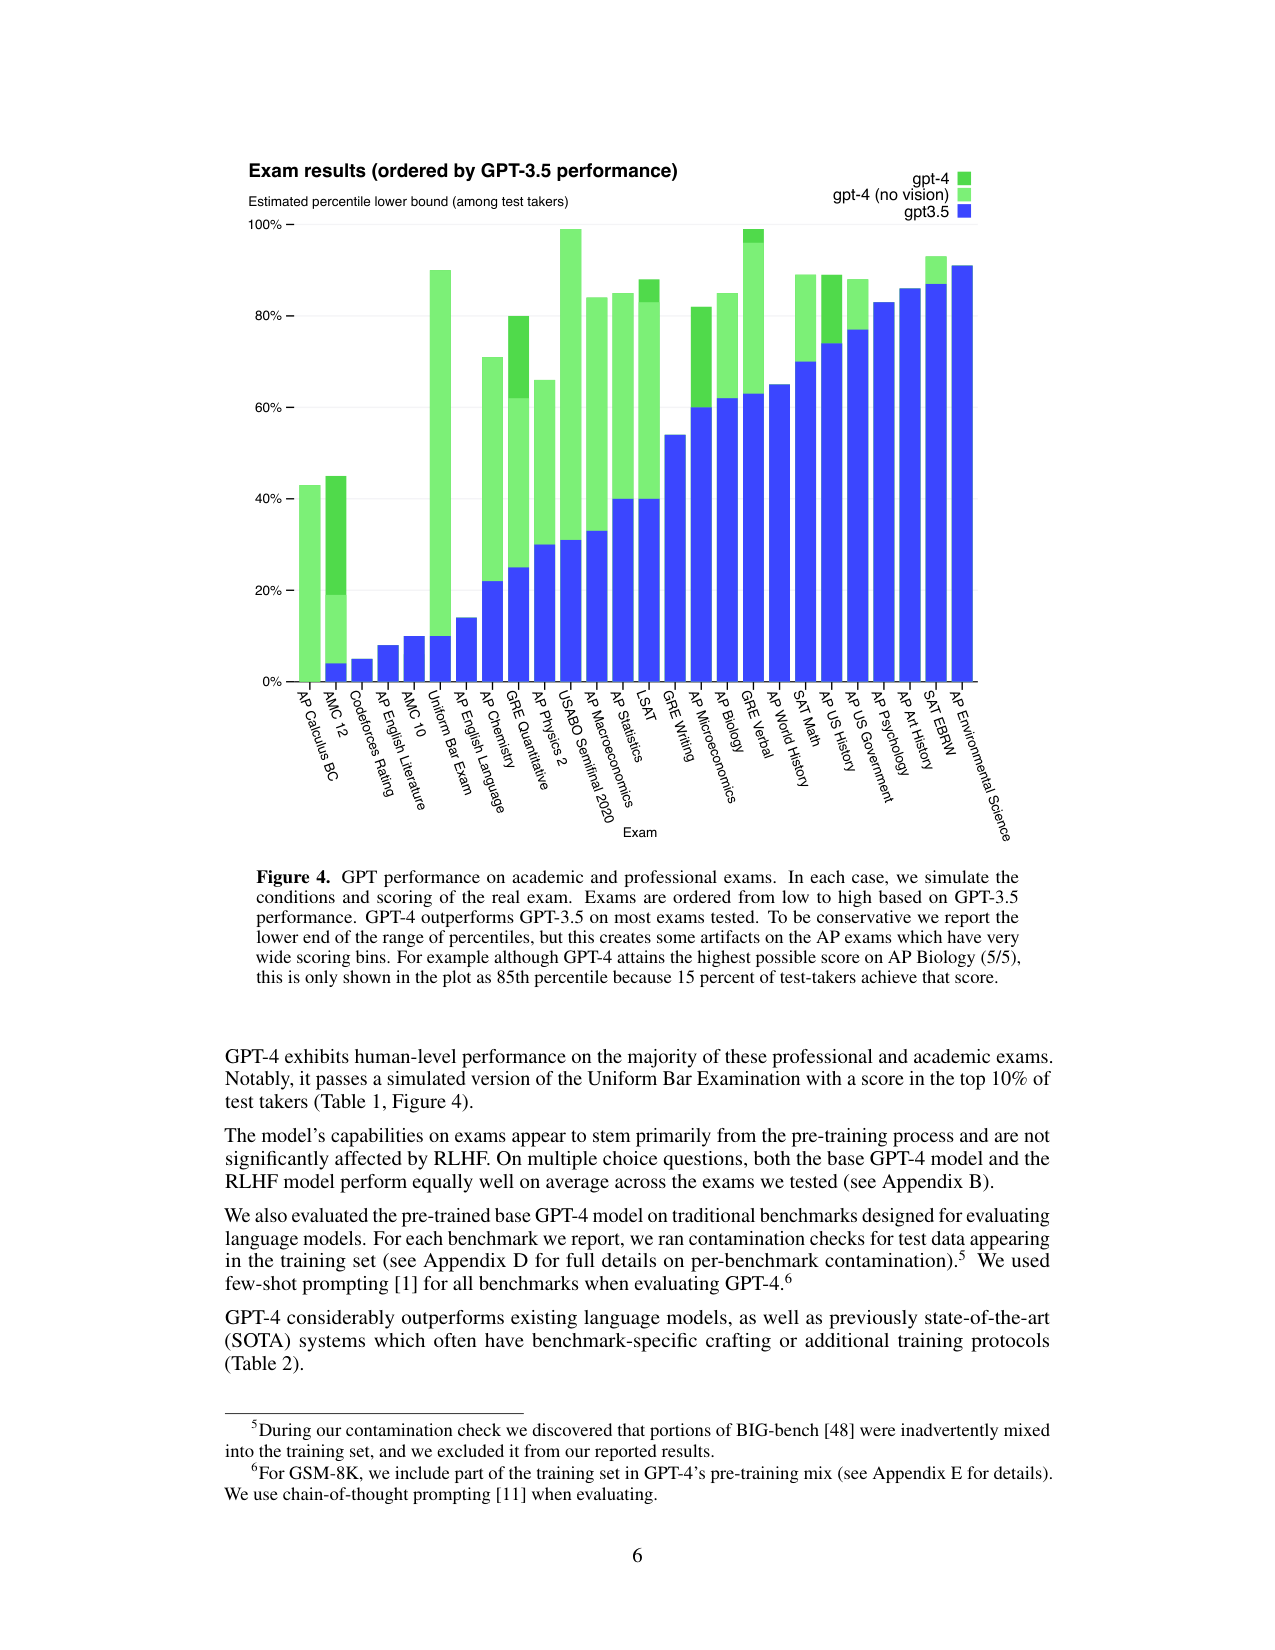 Exam results (ordered by GPT-3.5 performance)
Estimated percentile lower bound (among test takers)
gpt-4
gpt-4 (no vision)
gpt3.5
100%
80%
60%
40%
20%
0%
AP Calculus BC
AMC 12
Codeforces Rating
AP English Literature
AMC 10
Uniform Bar Exam
AP English Language
AP Chemistry
GRE Quantitative
AP Physics 2
USABO Semifinal 2020
AP Macroeconomics
AP Statistics
LSAT
GRE Writing
AP Microeconomics
AP Biology
GRE Verbal
AP World History
SAT Math
AP US History
AP US Government
AP Psychology
AP Art History
SAT EBRW
AP Environmental Science
Exam
Figure 4. GPT performance on academic and professional exams. In each case, we simulate the
conditions and scoring of the real exam. Exams are ordered from low to high based on GPT-3.5
performance. GPT-4 outperforms GPT-3.5 on most exams tested. To be conservative we report the
lower end of the range of percentiles, but this creates some artifacts on the AP exams which have very
wide scoring bins. For example although GPT-4 attains the highest possible score on AP Biology (5/5),
this is only shown in the plot as 85th percentile because 15 percent of test-takers achieve that score.
GPT-4 exhibits human-level performance on the majority of these professional and academic exams.
Notably, it passes a simulated version of the Uniform Bar Examination with a score in the top 10% of
test takers (Table 1, Figure 4).
The model's capabilities on exams appear to stem primarily from the pre-training process and are not
significantly affected by RLHF. On multiple choice questions, both the base GPT-4 model and the
RLHF model perform equally well on average across the exams we tested (see Appendix B).
We also evaluated the pre-trained base GPT-4 model on traditional benchmarks designed for evaluating
language models. For each benchmark we report, we ran contamination checks for test data appearing
in the training set (see Appendix D for full details on per-benchmark contamination).5 We used
few-shot prompting [1] for all benchmarks when evaluating GPT-4.6
GPT-4 considerably outperforms existing language models, as well as previously state-of-the-art
(SOTA) systems which often have benchmark-specific crafting or additional training protocols
(Table 2).
5During our contamination check we discovered that portions of BIG-bench [48] were inadvertently mixed
into the training set, and we excluded it from our reported results.
6For GSM-8K, we include part of the training set in GPT-4's pre-training mix (see Appendix E for details).
We use chain-of-thought prompting [11] when evaluating.
6